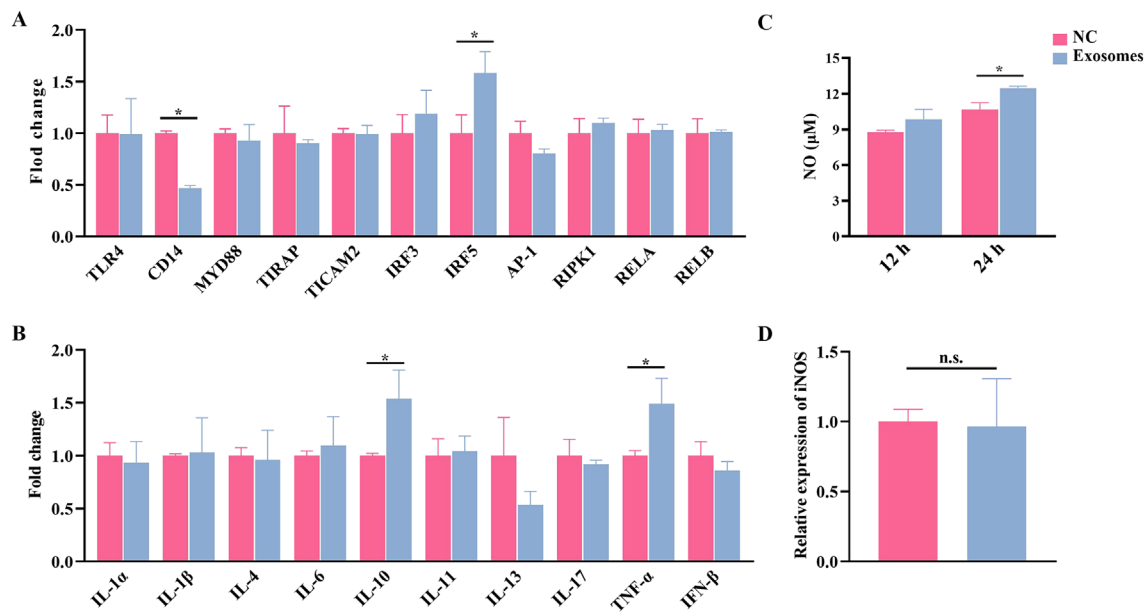 A
Flod change
2.0
1.5
1.0
0.5
0.0
*
*
TLR4
CD14
MYD88
TIRAP
TICAM2
IRF3
IRF5
AP-1
RIPK1
RELA
RELB
C
NC
Exosomes
NO (μM)
15
12
9
6
3
0
*
12 h
24 h
B
Fold change
2.0
1.5
1.0
0.5
0.0
*
*
IL-1α
IL-1β
IL-4
IL-6
IL-10
IL-11
IL-13
IL-17
TNF-α
IFN-β
D
Relative expression of iNOS
1.5
1.0
0.5
0.0
n.s.